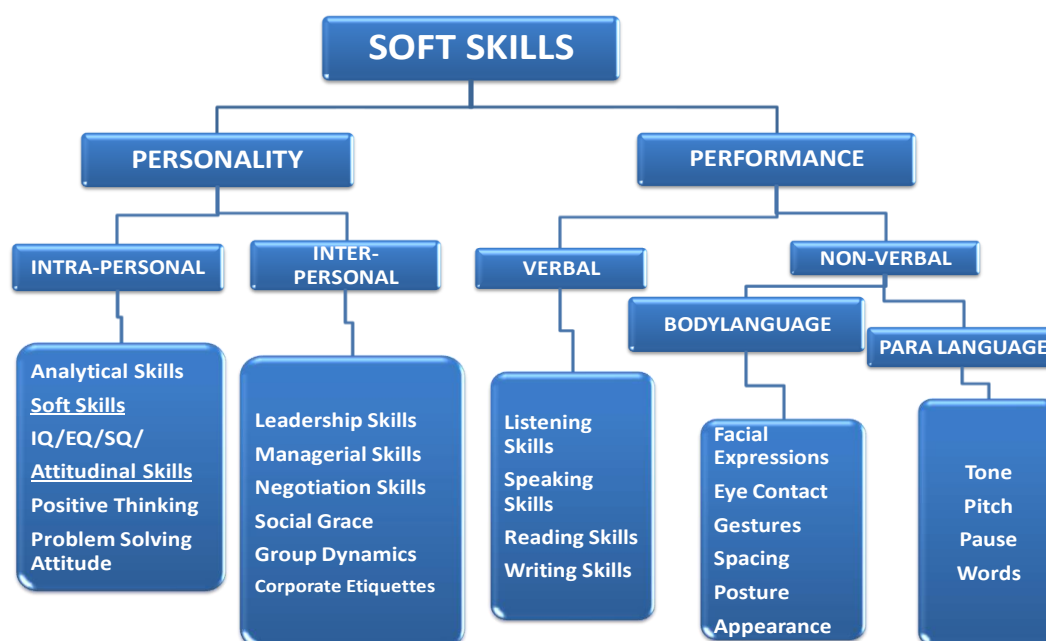 SOFT SKILLS
PERSONALITY
PERFORMANCE
INTRA-PERSONAL
INTER-
PERSONAL
VERBAL
NON-VERBAL
BODYLANGUAGE
PARA LANGUAGE
Analytical Skills
Soft Skills
IQ/EQ/SQ/
Attitudinal Skills
Positive Thinking
Problem Solving
Attitude
Leadership Skills
Managerial Skills
Negotiation Skills
Social Grace
Group Dynamics
Corporate Etiquettes
Listening
Skills
Speaking
Skills
Reading Skills
Writing Skills
Facial
Expressions
Eye Contact
Gestures
Spacing
Posture
Appearance
Tone
Pitch
Pause
Words